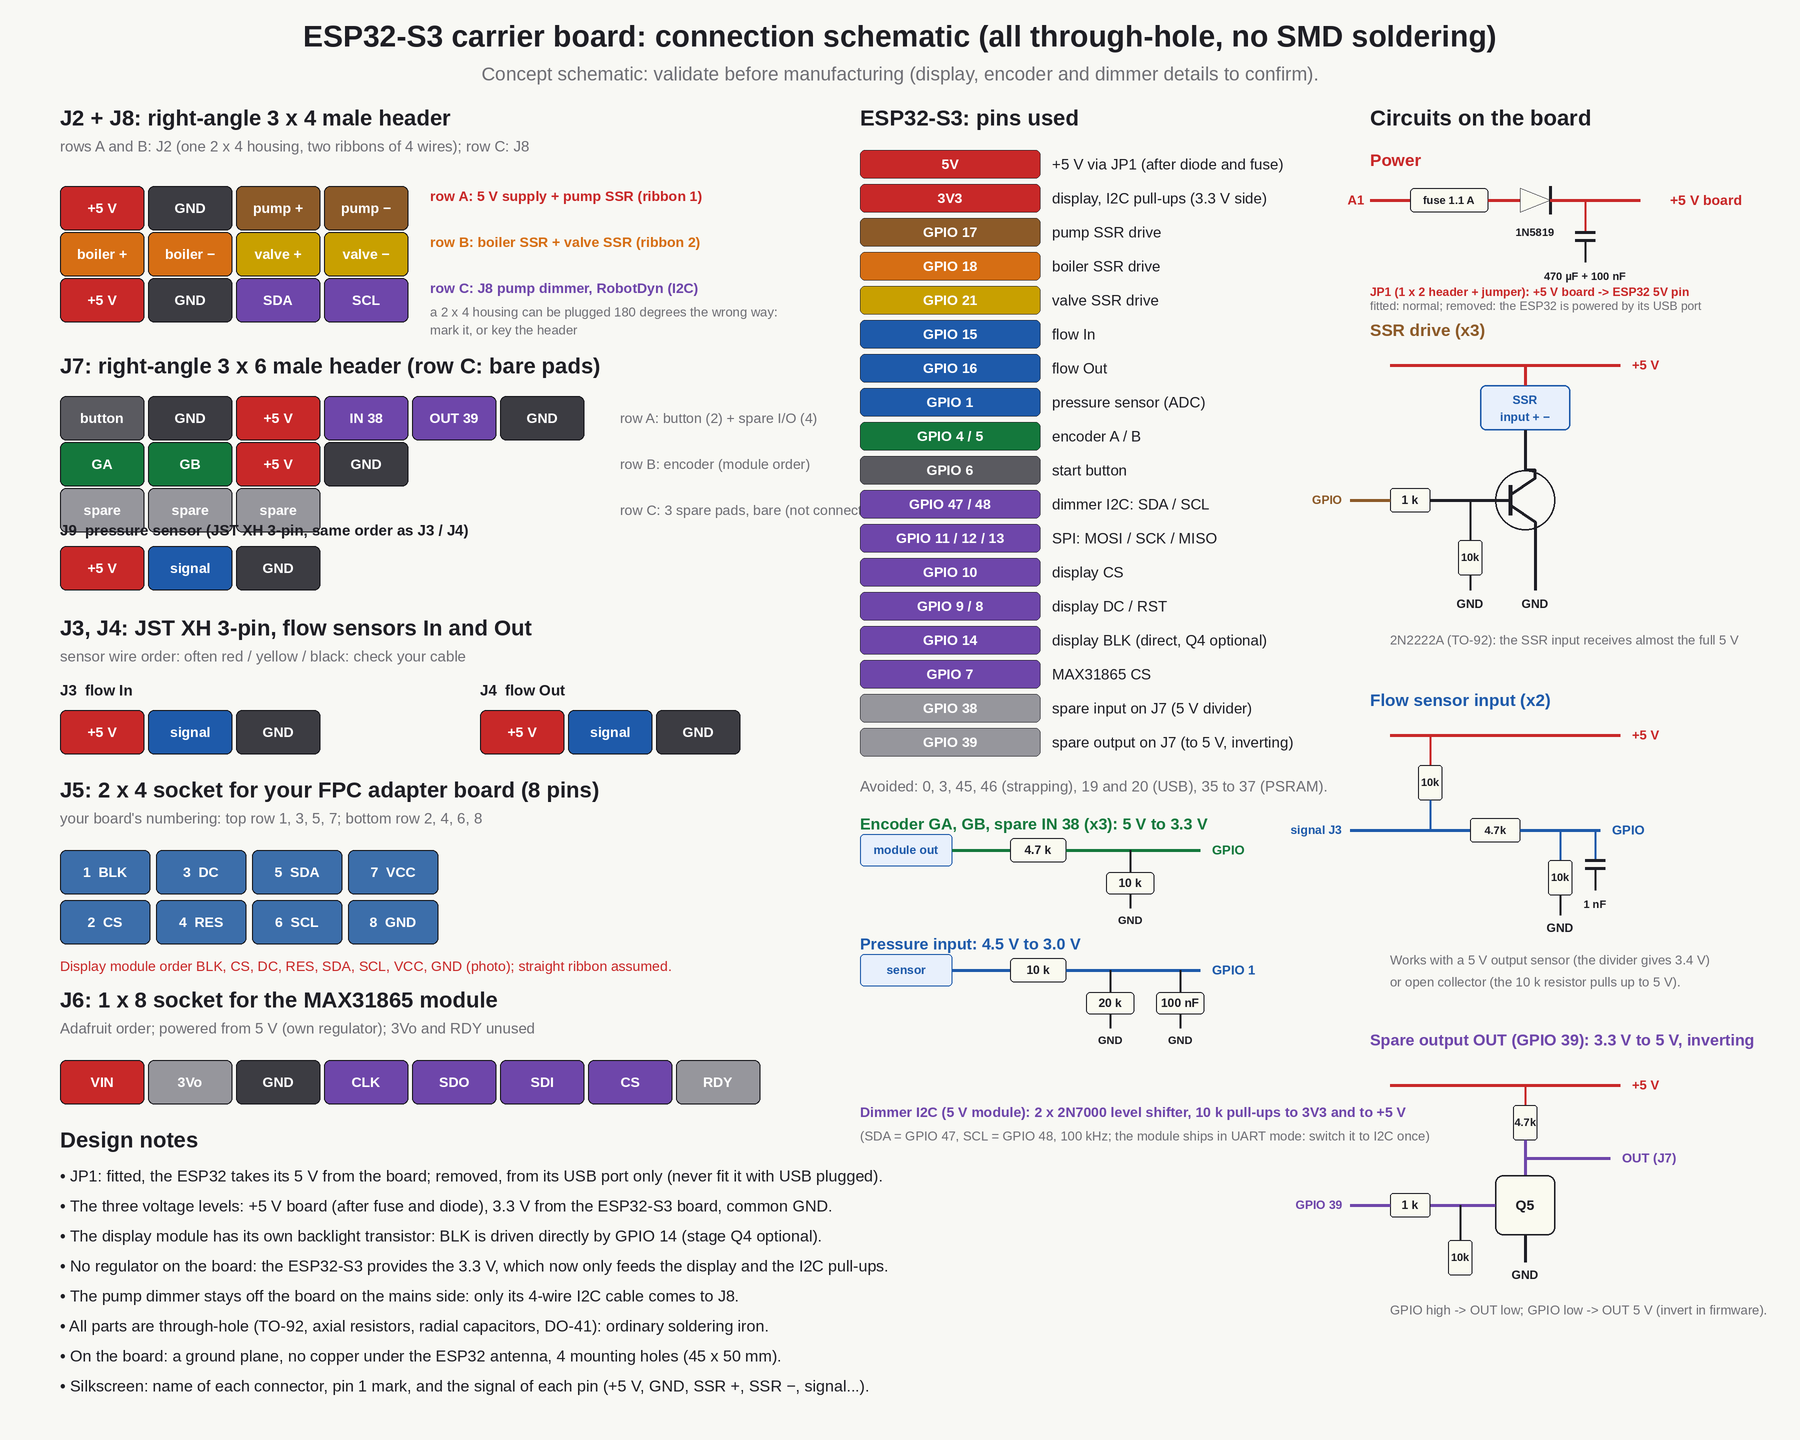 ESP32-S3 carrier board: connection schematic (all through-hole, no SMD soldering)
Concept schematic: validate before manufacturing (display, encoder and dimmer details to confirm).
J2 + J8: right-angle 3 x 4 male header
rows A and B: J2 (one 2 x 4 housing, two ribbons of 4 wires); row C: J8
+5 V GND pump + pump −
row A: 5 V supply + pump SSR (ribbon 1)
boiler + boiler − valve + valve −
row B: boiler SSR + valve SSR (ribbon 2)
+5 V GND SDA SCL
row C: J8 pump dimmer, RobotDyn (I2C)
a 2 x 4 housing can be plugged 180 degrees the wrong way:
mark it, or key the header
J7: right-angle 3 x 6 male header (row C: bare pads)
button GND +5 V IN 38 OUT 39 GND
row A: button (2) + spare I/O (4)
GA GB +5 V GND
row B: encoder (module order)
spare spare spare
row C: 3 spare pads, bare (not connect
J9 pressure sensor (JST XH 3-pin, same order as J3 / J4)
+5 V signal GND
J3, J4: JST XH 3-pin, flow sensors In and Out
sensor wire order: often red / yellow / black: check your cable
J3 flow In
+5 V signal GND
J4 flow Out
+5 V signal GND
J5: 2 x 4 socket for your FPC adapter board (8 pins)
your board's numbering: top row 1, 3, 5, 7; bottom row 2, 4, 6, 8
1 BLK 3 DC 5 SDA 7 VCC
2 CS 4 RES 6 SCL 8 GND
Display module order BLK, CS, DC, RES, SDA, SCL, VCC, GND (photo); straight ribbon assumed.
J6: 1 x 8 socket for the MAX31865 module
Adafruit order; powered from 5 V (own regulator); 3Vo and RDY unused
VIN 3Vo GND CLK SDO SDI CS RDY
Design notes
• JP1: fitted, the ESP32 takes its 5 V from the board; removed, from its USB port only (never fit it with USB plugged).
• The three voltage levels: +5 V board (after fuse and diode), 3.3 V from the ESP32-S3 board, common GND.
• The display module has its own backlight transistor: BLK is driven directly by GPIO 14 (stage Q4 optional).
• No regulator on the board: the ESP32-S3 provides the 3.3 V, which now only feeds the display and the I2C pull-ups.
• The pump dimmer stays off the board on the mains side: only its 4-wire I2C cable comes to J8.
• All parts are through-hole (TO-92, axial resistors, radial capacitors, DO-41): ordinary soldering iron.
• On the board: a ground plane, no copper under the ESP32 antenna, 4 mounting holes (45 x 50 mm).
• Silkscreen: name of each connector, pin 1 mark, and the signal of each pin (+5 V, GND, SSR +, SSR −, signal...).
ESP32-S3: pins used
5V +5 V via JP1 (after diode and fuse)
3V3 display, I2C pull-ups (3.3 V side)
GPIO 17 pump SSR drive
GPIO 18 boiler SSR drive
GPIO 21 valve SSR drive
GPIO 15 flow In
GPIO 16 flow Out
GPIO 1 pressure sensor (ADC)
GPIO 4 / 5 encoder A / B
GPIO 6 start button
GPIO 47 / 48 dimmer I2C: SDA / SCL
GPIO 11 / 12 / 13 SPI: MOSI / SCK / MISO
GPIO 10 display CS
GPIO 9 / 8 display DC / RST
GPIO 14 display BLK (direct, Q4 optional)
GPIO 7 MAX31865 CS
GPIO 38 spare input on J7 (5 V divider)
GPIO 39 spare output on J7 (to 5 V, inverting)
Avoided: 0, 3, 45, 46 (strapping), 19 and 20 (USB), 35 to 37 (PSRAM).
Encoder GA, GB, spare IN 38 (x3): 5 V to 3.3 V
module out 4.7 k GPIO
10 k
GND
Pressure input: 4.5 V to 3.0 V
sensor 10 k GPIO 1
20 k 100 nF
GND GND
Dimmer I2C (5 V module): 2 x 2N7000 level shifter, 10 k pull-ups to 3V3 and to +5 V
(SDA = GPIO 47, SCL = GPIO 48, 100 kHz; the module ships in UART mode: switch it to I2C once)
Circuits on the board
Power
A1 fuse 1.1 A +5 V board
1N5819
470 µF + 100 nF
JP1 (1 x 2 header + jumper): +5 V board -> ESP32 5V pin
fitted: normal; removed: the ESP32 is powered by its USB port
SSR drive (x3)
+5 V
SSR
input + −
GPIO 1 k
10k
GND GND
2N2222A (TO-92): the SSR input receives almost the full 5 V
Flow sensor input (x2)
+5 V
10k
signal J3 4.7k GPIO
10k
1 nF
GND
Works with a 5 V output sensor (the divider gives 3.4 V)
or open collector (the 10 k resistor pulls up to 5 V).
Spare output OUT (GPIO 39): 3.3 V to 5 V, inverting
+5 V
4.7k
OUT (J7)
GPIO 39 1 k Q5
10k
GND
GPIO high -> OUT low; GPIO low -> OUT 5 V (invert in firmware).